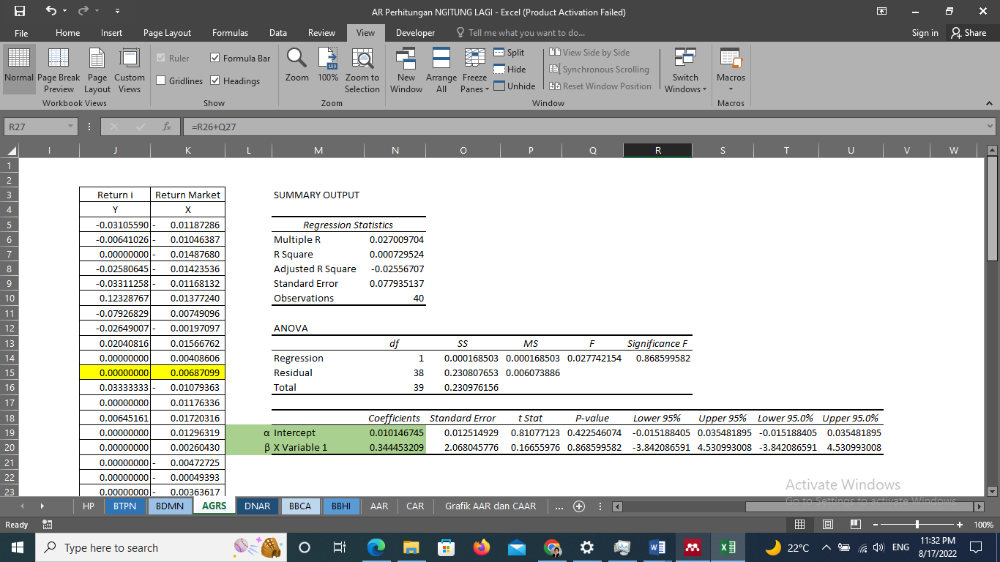 AR Perhitungan NGITUNG LAGI - Excel (Product Activation Failed)
File Home Insert Page Layout Formulas Data Review View Developer Tell me what you want to do... Sign in Share
Normal Page Break Preview Page Layout Custom Views
Workbook Views
Ruler Formula Bar
Gridlines Headings
Show
Zoom 100% Zoom to Selection
Zoom
New Window Arrange All Freeze Panes
Split
Hide
Unhide
View Side by Side
Synchronous Scrolling
Reset Window Position
Window
Switch Windows
Macros
Macros
R27 fx =R26+Q27
I J K L M N O P Q R S T U V W
1
2
3 Return i Return Market SUMMARY OUTPUT
4 Y X
5 -0.03105590 - 0.01187286 Regression Statistics
6 -0.00641026 - 0.01046387 Multiple R 0.027009704
7 0.00000000 - 0.01487680 R Square 0.000729524
8 -0.02580645 - 0.01423536 Adjusted R Square -0.02556707
9 -0.03311258 - 0.01168132 Standard Error 0.077935137
10 0.12328767 0.01377240 Observations 40
11 -0.07926829 0.00749096
12 -0.02649007 - 0.00197097 ANOVA
13 0.02040816 0.01566762 df SS MS F Significance F
14 0.00000000 0.00408606 Regression 1 0.000168503 0.000168503 0.027742154 0.868599582
15 0.00000000 0.00687099 Residual 38 0.230807653 0.006073886
16 0.03333333 - 0.01079363 Total 39 0.230976156
17 0.00000000 0.01176336
18 0.00645161 0.01720316 Coefficients Standard Error t Stat P-value Lower 95% Upper 95% Lower 95.0% Upper 95.0%
19 0.00000000 0.01296319 α Intercept 0.010146745 0.012514929 0.81077123 0.422546074 -0.015188405 0.035481895 -0.015188405 0.035481895
20 0.00000000 0.00260430 β X Variable 1 0.344453209 2.068045776 0.16655976 0.868599582 -3.842086591 4.530993008 -3.842086591 4.530993008
21 0.00000000 - 0.00472725
22 0.00000000 - 0.00049393
23 0.00000000 - 0.00363617
Activate Windows
Go to Settings to activate Windows.
HP BTPN BDMN AGRS DNAR BBCA BBHI AAR CAR Grafik AAR dan CAAR ...
Ready 100%
Type here to search 22°C ENG 11:32 PM
8/17/2022